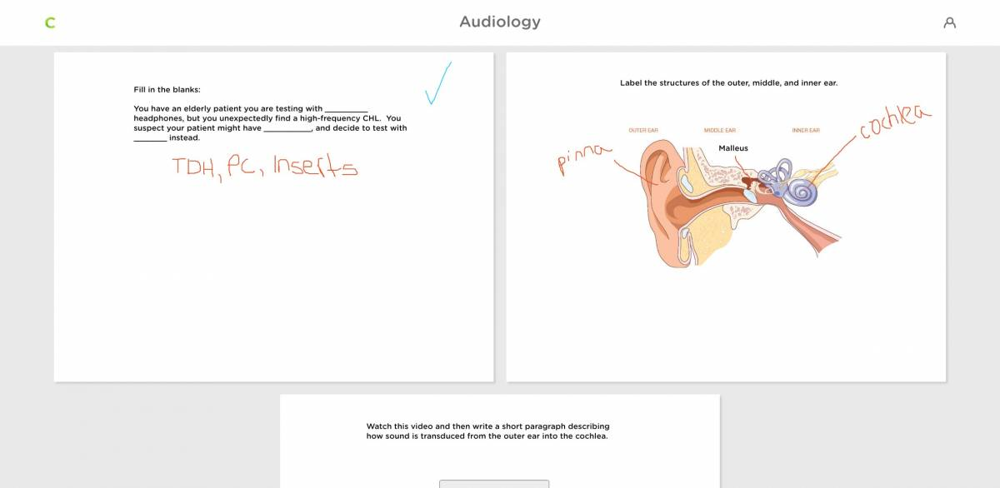 C
Audiology
Fill in the blanks:
You have an elderly patient you are testing with __________
headphones, but you unexpectedly find a high-frequency CHL. You
suspect your patient might have ___________, and decide to test with
________ instead.
TDH, PC, Inserts
Label the structures of the outer, middle, and inner ear.
OUTER EAR MIDDLE EAR INNER EAR
cochlea
Malleus
pinna
Watch this video and then write a short paragraph describing
how sound is transduced from the outer ear into the cochlea.